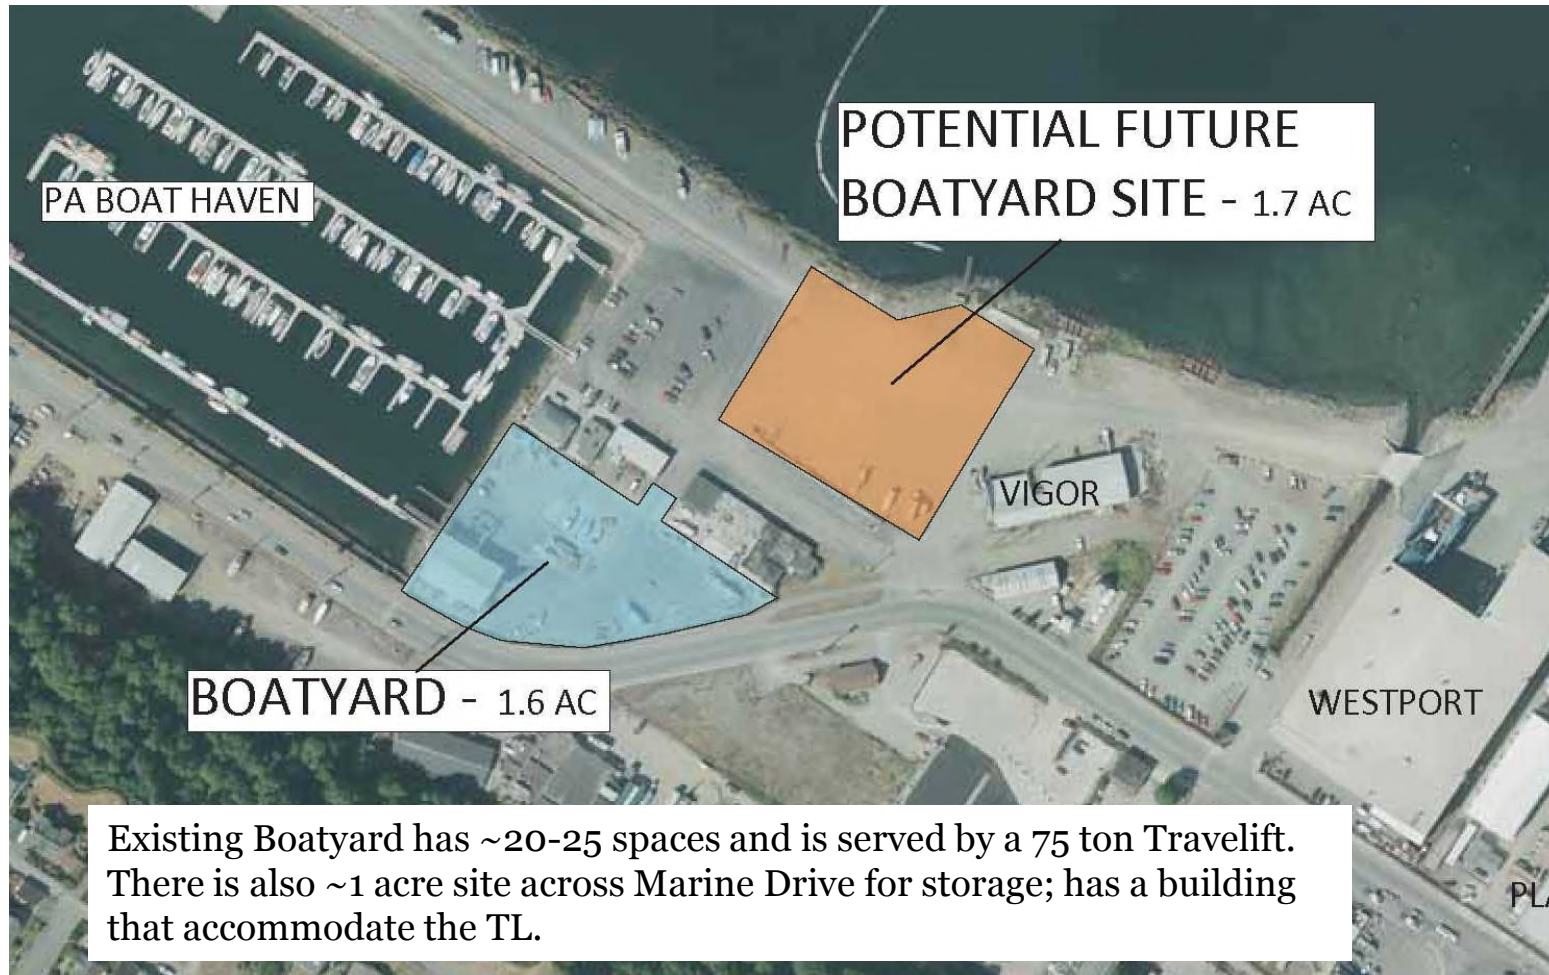 POTENTIAL FUTURE
BOATYARD SITE - 1.7 AC
PA BOAT HAVEN
VIGOR
BOATYARD - 1.6 AC
WESTPORT
Existing Boatyard has ~20-25 spaces and is served by a 75 ton Travelift.
There is also ~1 acre site across Marine Drive for storage; has a building
that accommodate the TL.